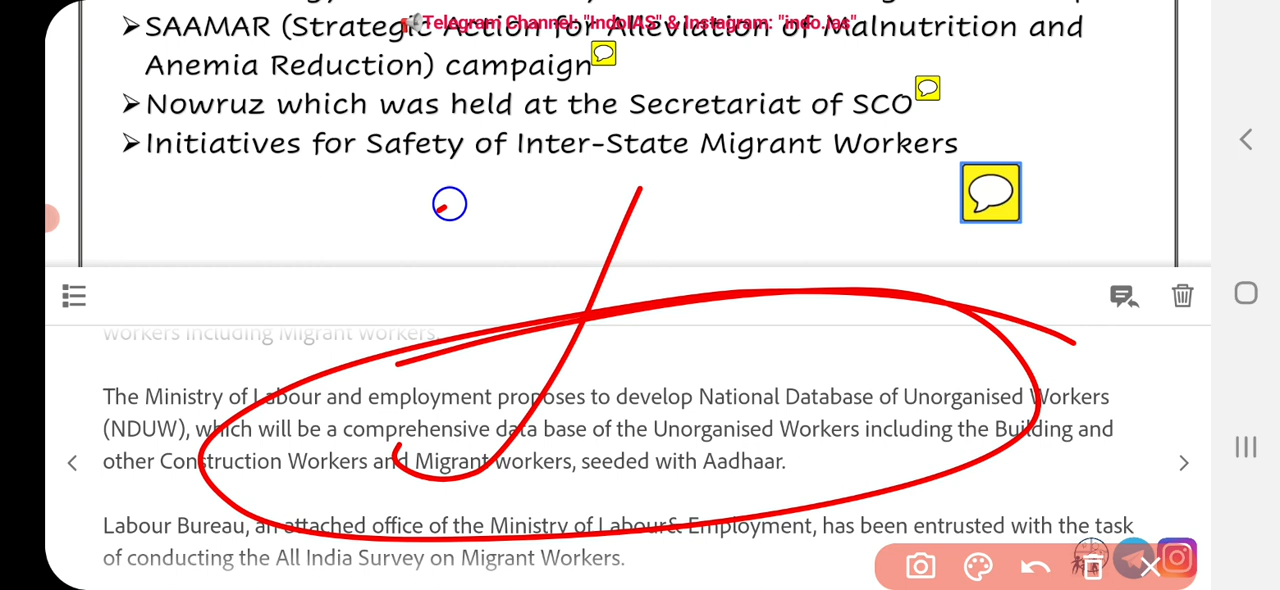 📢Telegram Channel: "IndoIAS" & Instagram: "indo.ias"
➢SAAMAR (Strategic Action for Alleviation of Malnutrition and
Anemia Reduction) campaign
➢Nowruz which was held at the Secretariat of SCO
➢Initiatives for Safety of Inter-State Migrant Workers
workers including Migrant workers.
The Ministry of Labour and employment proposes to develop National Database of Unorganised Workers
(NDUW), which will be a comprehensive data base of the Unorganised Workers including the Building and
other Construction Workers and Migrant workers, seeded with Aadhaar.
Labour Bureau, an attached office of the Ministry of Labour& Employment, has been entrusted with the task
of conducting the All India Survey on Migrant Workers.